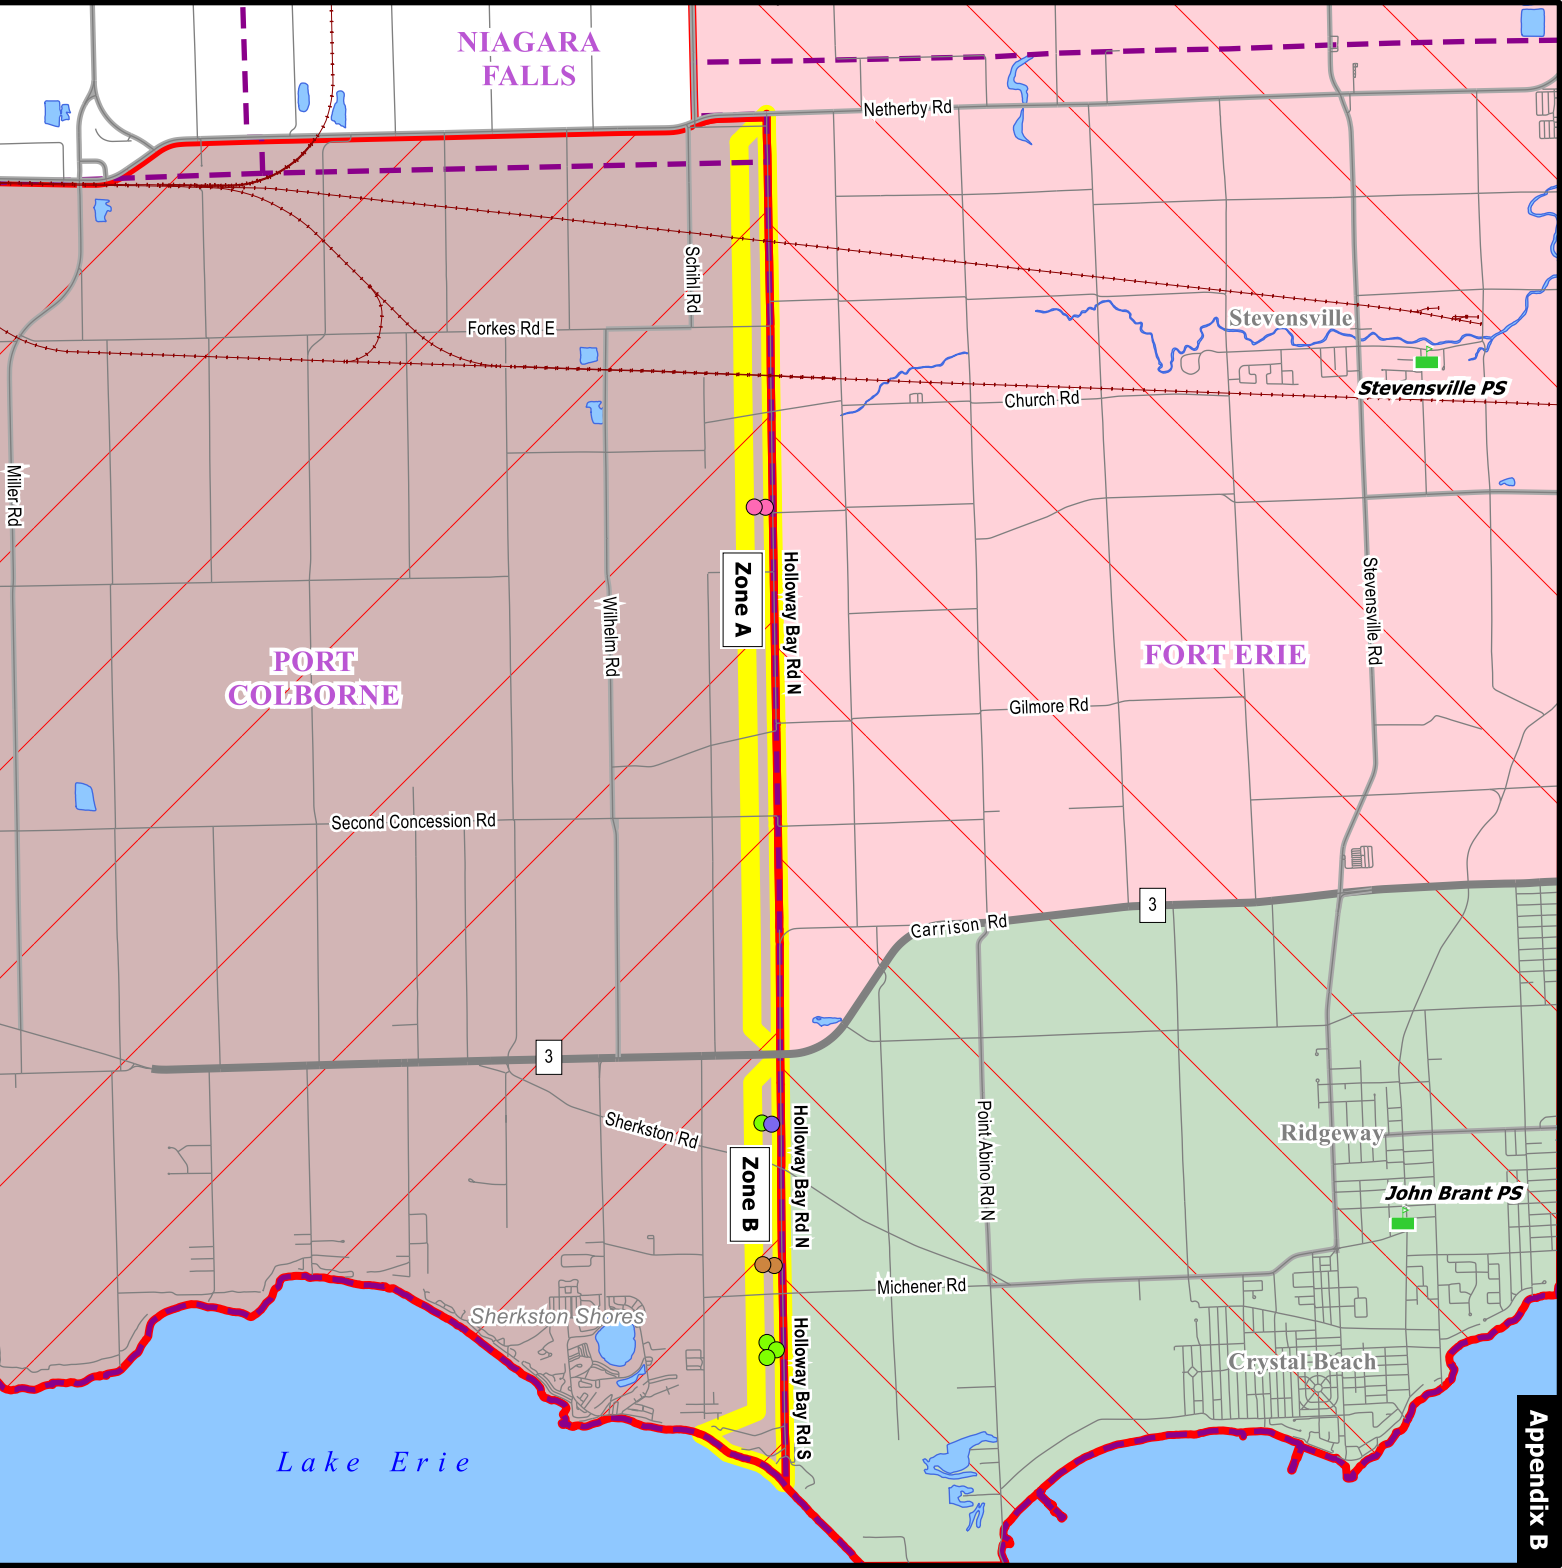 NIAGARA
FALLS
Netherby Rd
Schihl Rd
Forkes Rd E
Stevensville
Stevensville PS
Church Rd
Miller Rd
Zone A
Holloway Bay Rd N
Wilhelm Rd
Stevensville Rd
PORT
COLBORNE
FORT ERIE
Gilmore Rd
Second Concession Rd
3
Garrison Rd
3
Sherkston Rd
Zone B
Holloway Bay Rd N
Point Abino Rd N
Ridgeway
John Brant PS
Michener Rd
Sherkston Shores
Holloway Bay Rd S
Crystal Beach
Lake Erie
Appendix B